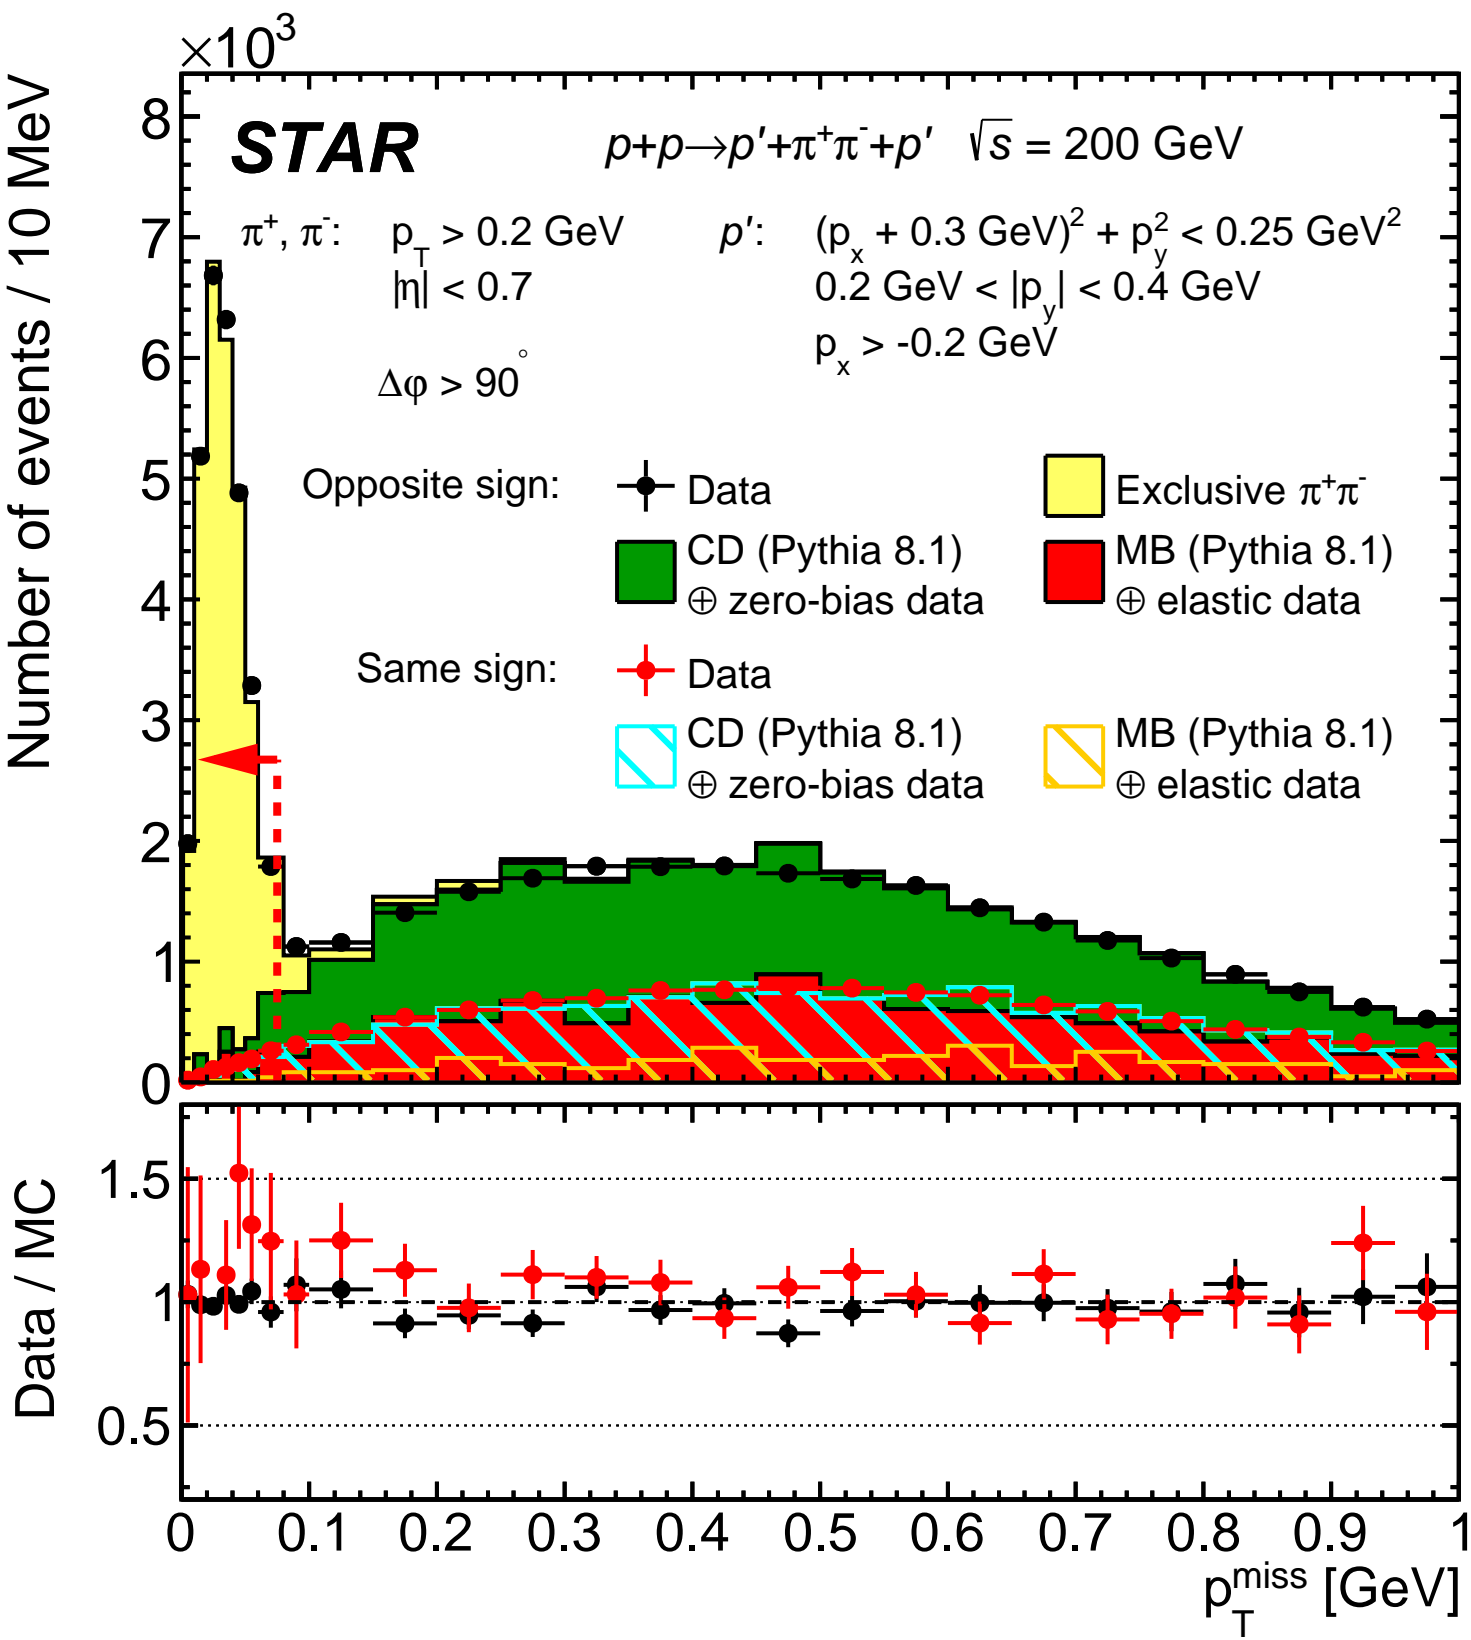 ×10³
Number of events / 10 MeV
8
7
6
5
4
3
2
1
0
STAR
p+p→p′+π⁺π⁻+p′ √s = 200 GeV
π⁺, π⁻: p_T > 0.2 GeV p′: (p_x + 0.3 GeV)² + p_y² < 0.25 GeV²
|η| < 0.7 0.2 GeV < |p_y| < 0.4 GeV
p_x > -0.2 GeV
Δφ > 90°
Opposite sign: Data Exclusive π⁺π⁻
CD (Pythia 8.1) MB (Pythia 8.1)
⊕ zero-bias data ⊕ elastic data
Same sign: Data
CD (Pythia 8.1) MB (Pythia 8.1)
⊕ zero-bias data ⊕ elastic data
Data / MC
1.5
1
0.5
0 0.1 0.2 0.3 0.4 0.5 0.6 0.7 0.8 0.9 1
p_T^miss [GeV]